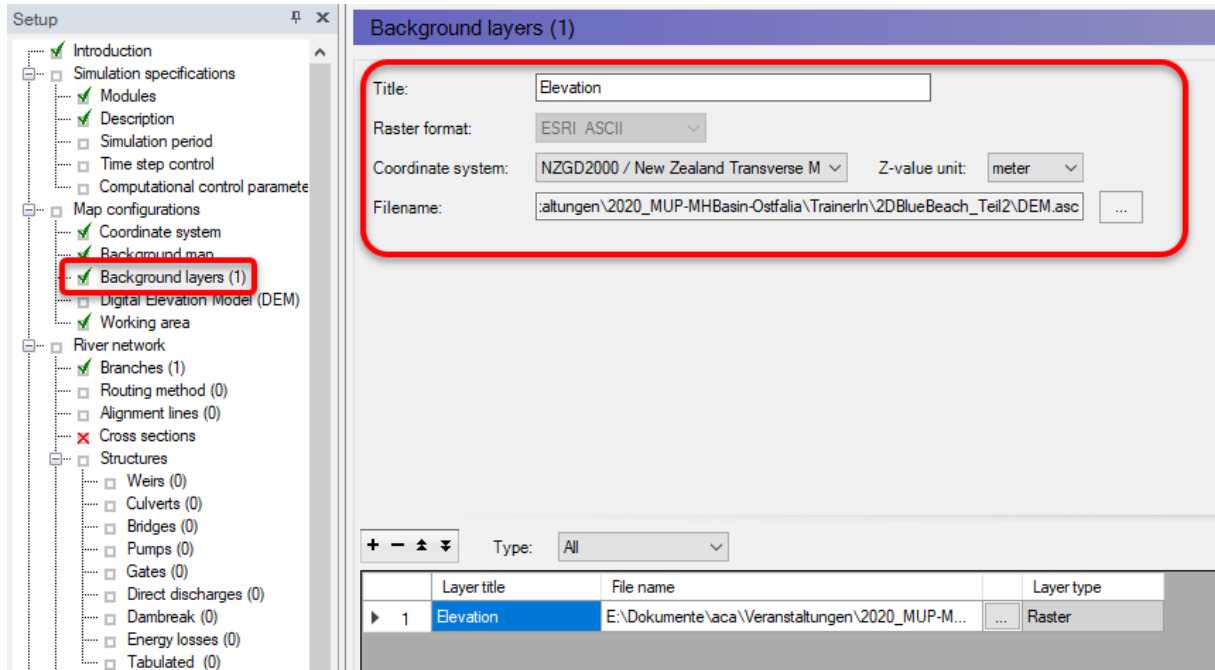 Setup
Introduction
Simulation specifications
Modules
Description
Simulation period
Time step control
Computational control paramete
Map configurations
Coordinate system
Background map
Background layers (1)
Digital Elevation Model (DEM)
Working area
River network
Branches (1)
Routing method (0)
Alignment lines (0)
Cross sections
Structures
Weirs (0)
Culverts (0)
Bridges (0)
Pumps (0)
Gates (0)
Direct discharges (0)
Dambreak (0)
Energy losses (0)
Tabulated (0)
Background layers (1)
Title: Elevation
Raster format: ESRI ASCII
Coordinate system: NZGD2000 / New Zealand Transverse M Z-value unit: meter
Filename: :altungen\2020_MUP-MHBasin-Ostfalia\TrainerIn\2DBlueBeach_Teil2\DEM.asc ...
Type: All
Layer title File name Layer type
1 Elevation E:\Dokumente\aca\Veranstaltungen\2020_MUP-M... ... Raster